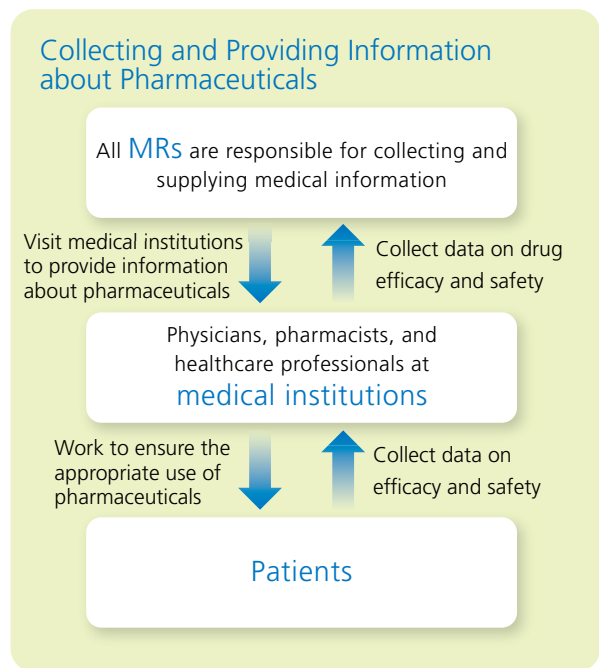 Collecting and Providing Information
about Pharmaceuticals
All MRs are responsible for collecting and
supplying medical information
Visit medical institutions
to provide information
about pharmaceuticals
Collect data on drug
efficacy and safety
Physicians, pharmacists, and
healthcare professionals at
medical institutions
Work to ensure the
appropriate use of
pharmaceuticals
Collect data on
efficacy and safety
Patients